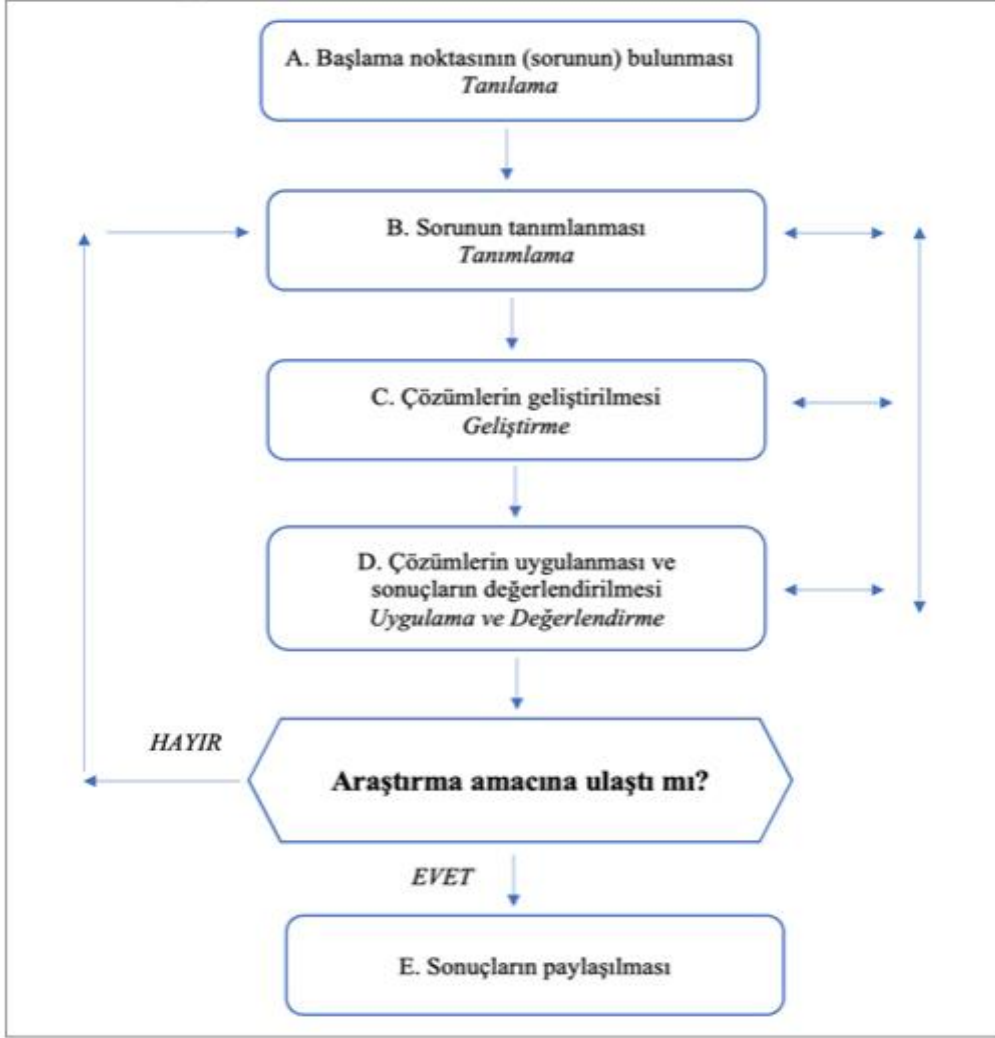 A. Başlama noktasının (sorunun) bulunması
Tanılama
B. Sorunun tanımlanması
Tanımlama
C. Çözümlerin geliştirilmesi
Geliştirme
D. Çözümlerin uygulanması ve
sonuçların değerlendirilmesi
Uygulama ve Değerlendirme
HAYIR
Araştırma amacına ulaştı mı?
EVET
E. Sonuçların paylaşılması